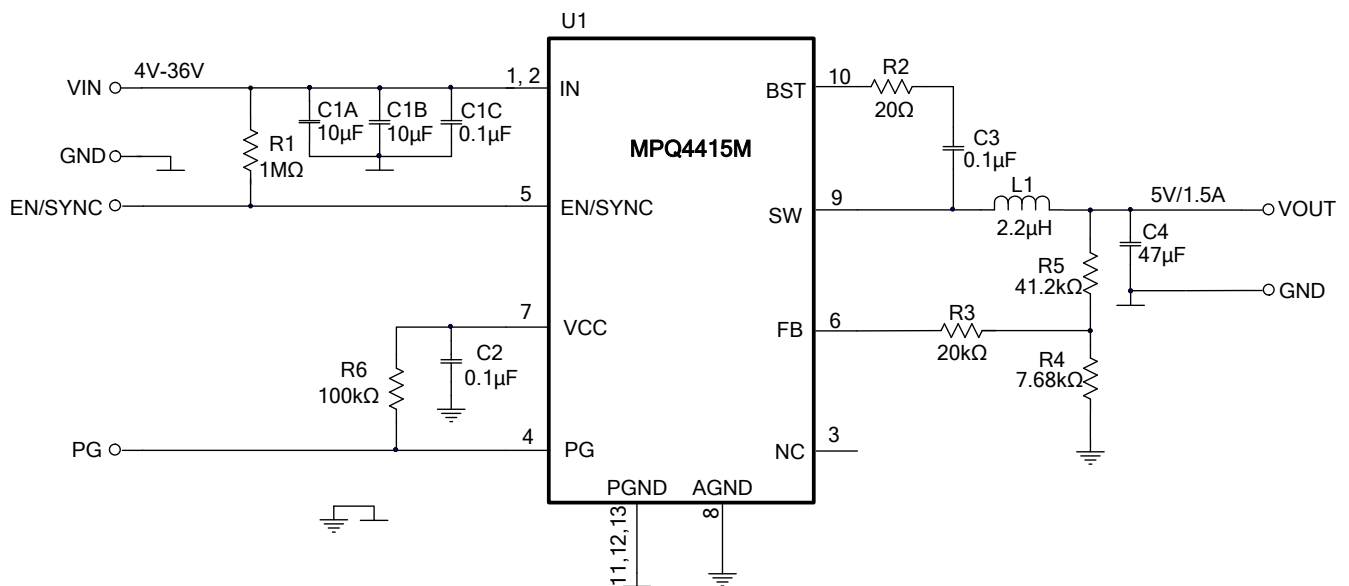 U1
4V-36V
VIN
1, 2
IN
C1A
10µF
C1B
10µF
C1C
0.1µF
GND
R1
1MΩ
EN/SYNC
5
EN/SYNC
MPQ4415M
BST
10
R2
20Ω
C3
0.1µF
SW
9
L1
2.2µH
5V/1.5A
VOUT
C4
47µF
GND
R5
41.2kΩ
FB
6
R3
20kΩ
R4
7.68kΩ
7
VCC
C2
0.1µF
R6
100kΩ
PG
4
PG
NC
3
PGND
AGND
11,12,13
8